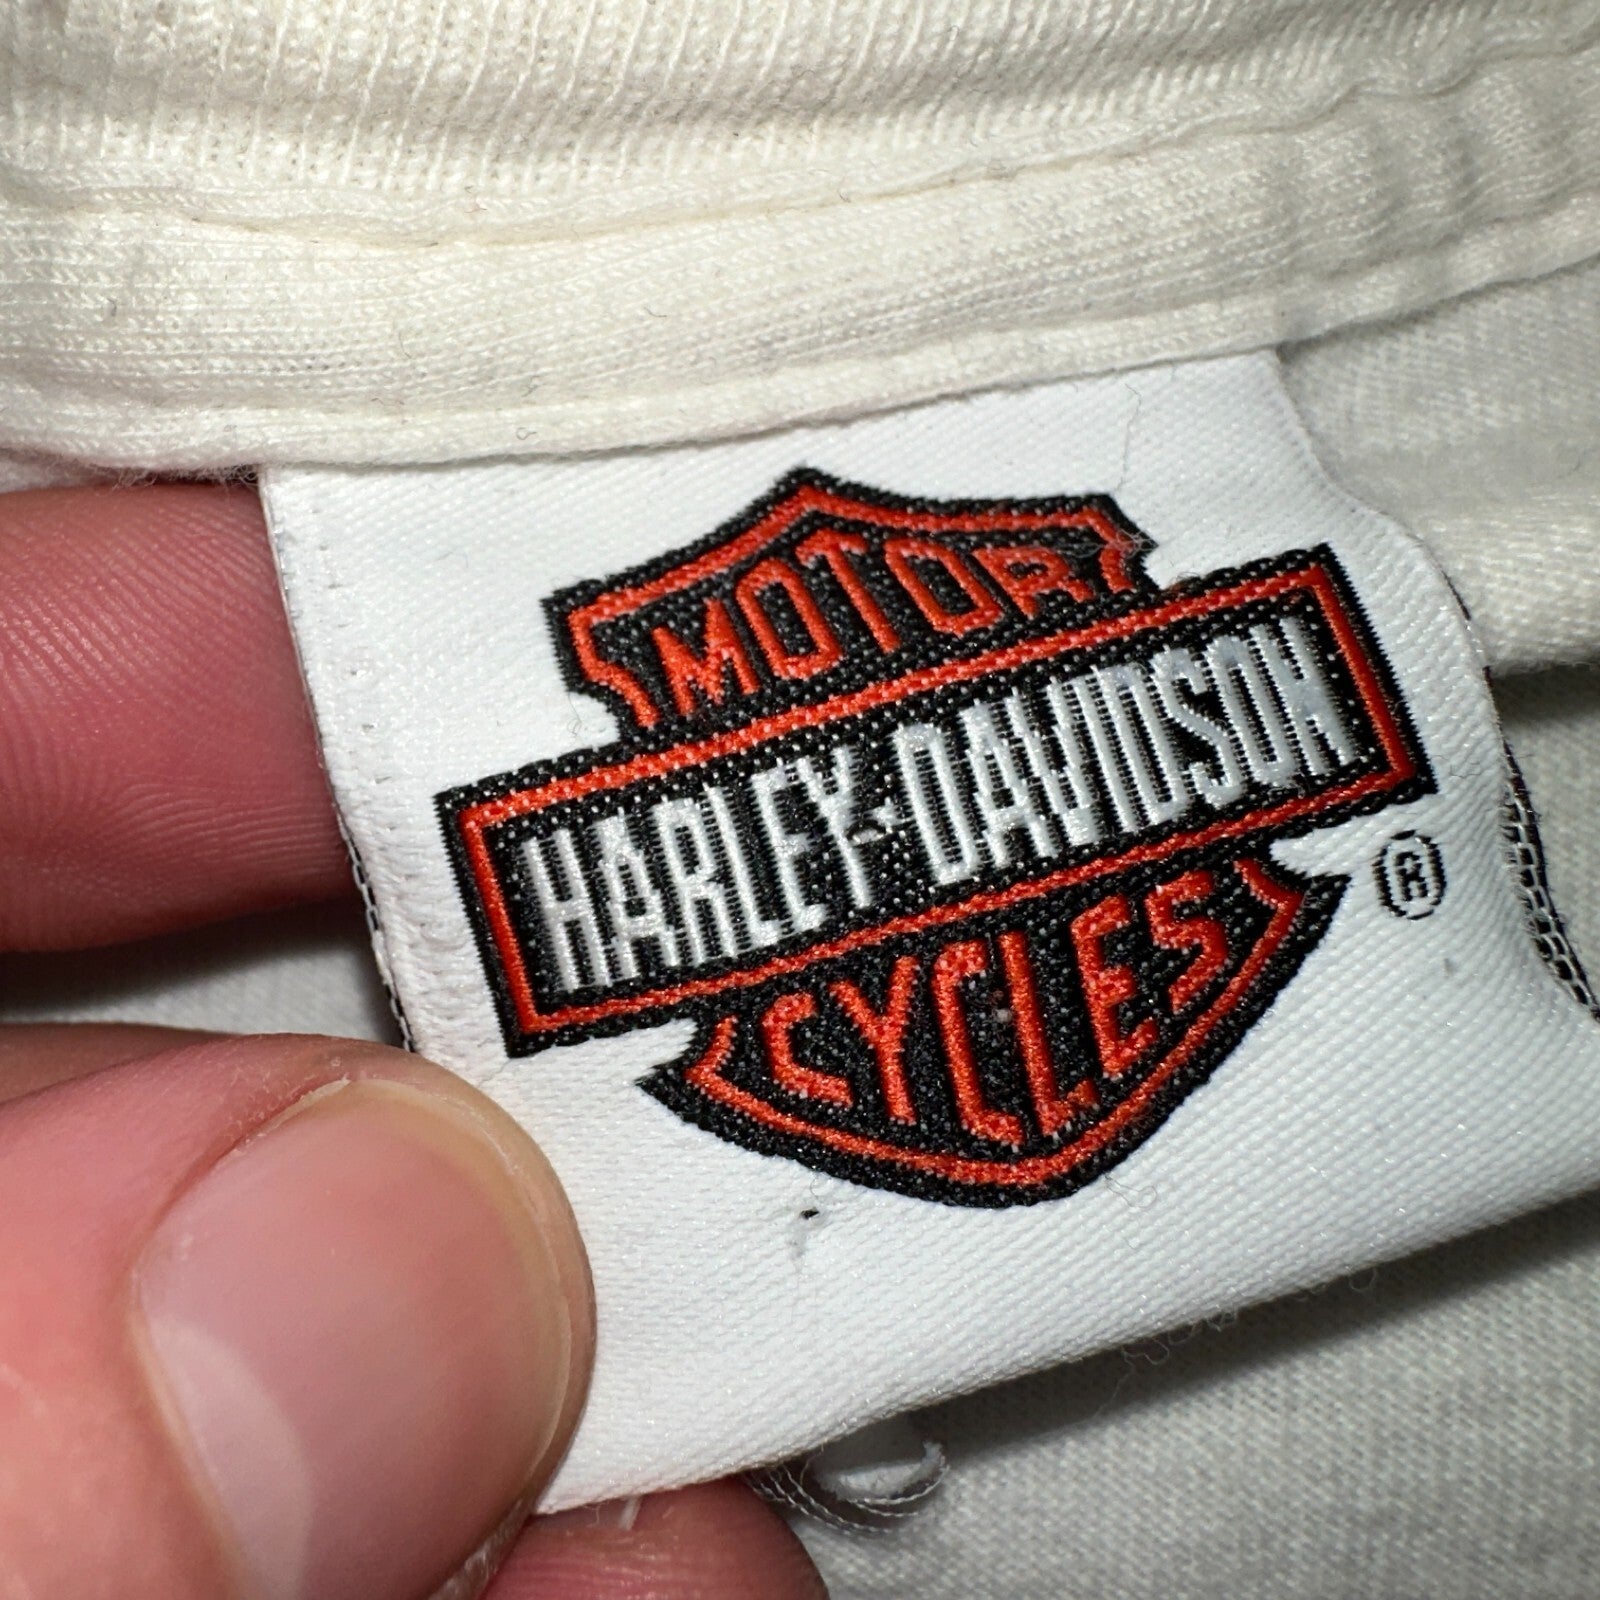 MOTOR
HARLEY-DAVIDSON
CYCLES
®